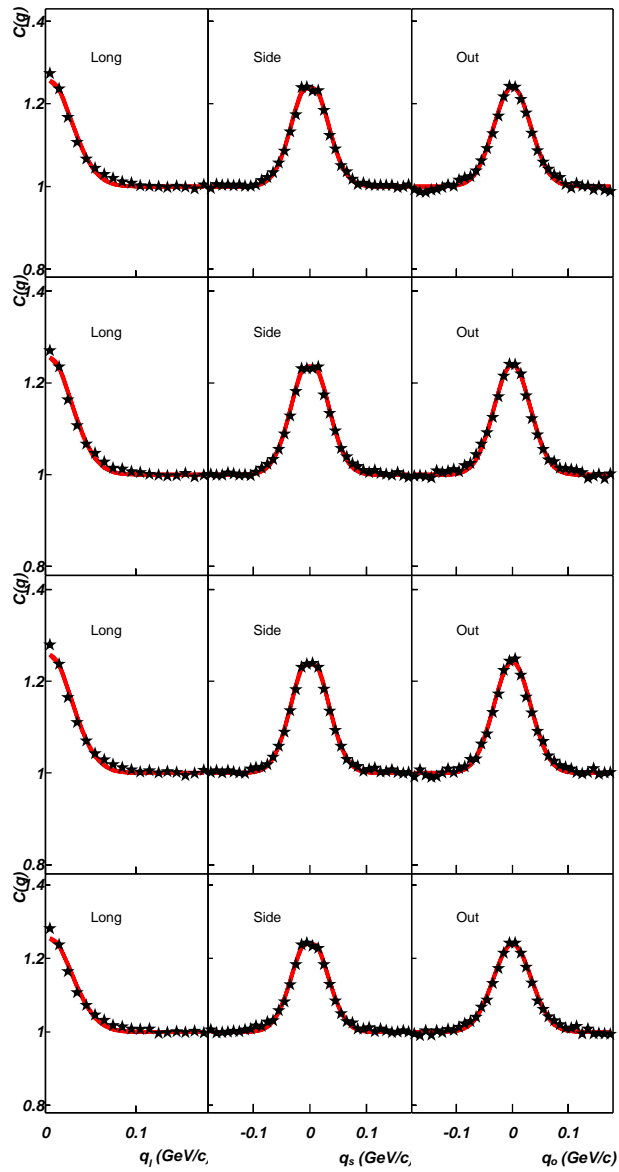 C(g)
1.4
Long Side Out
1.2
1
0.8
C(g)
1.4
Long Side Out
1.2
1
0.8
C(g)
1.4
Long Side Out
1.2
1
0.8
C(g)
1.4
Long Side Out
1.2
1
0.8
0 0.1 -0.1 0 0.1 -0.1 0 0.1
q_l (GeV/c) q_s (GeV/c) q_o (GeV/c)